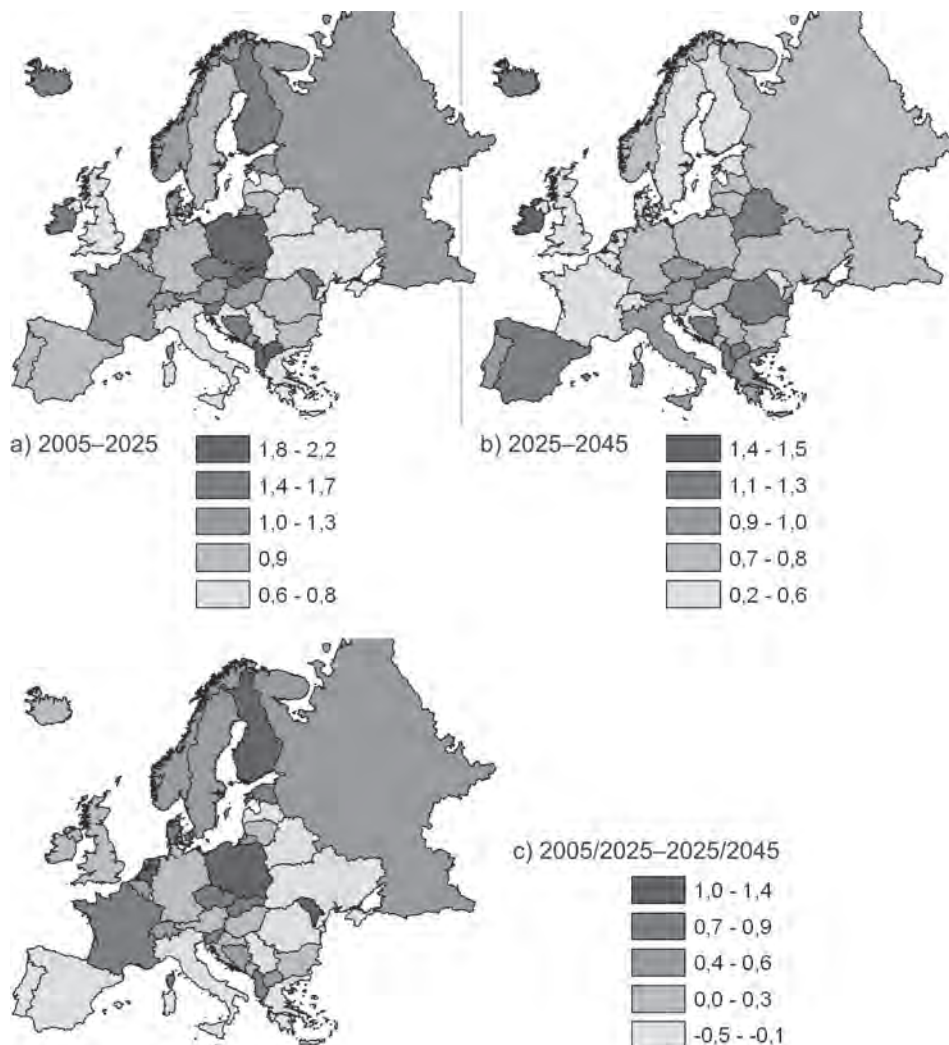 a) 2005–2025
1,8 - 2,2
1,4 - 1,7
1,0 - 1,3
0,9
0,6 - 0,8
b) 2025–2045
1,4 - 1,5
1,1 - 1,3
0,9 - 1,0
0,7 - 0,8
0,2 - 0,6
c) 2005/2025–2025/2045
1,0 - 1,4
0,7 - 0,9
0,4 - 0,6
0,0 - 0,3
-0,5 - -0,1